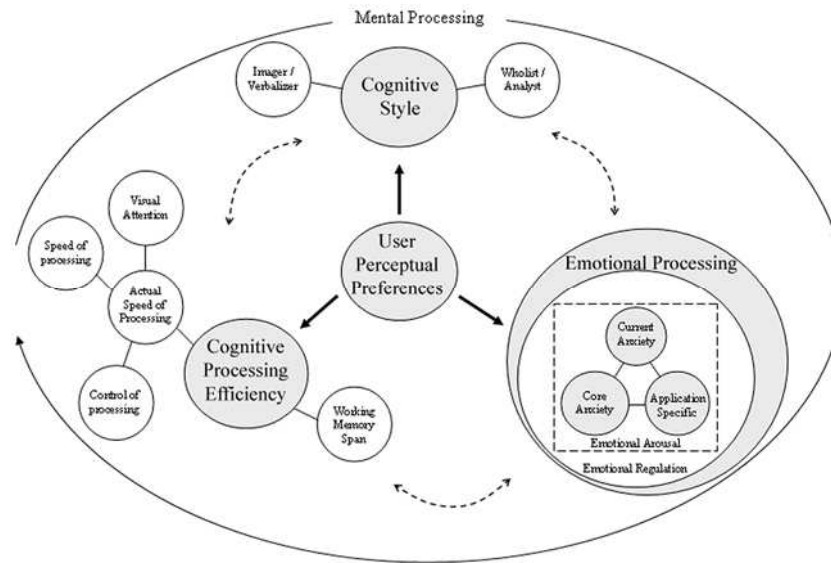 Mental Processing
Imager /
Verbalizer
Cognitive
Style
Wholist /
Analyst
Visual
Attention
Speed of
processing
Actual
Speed of
Processing
Control of
processing
Cognitive
Processing
Efficiency
Working
Memory
Span
User
Perceptual
Preferences
Emotional Processing
Current
Anxiety
Core
Anxiety
Application
Specific
Emotional Arousal
Emotional Regulation